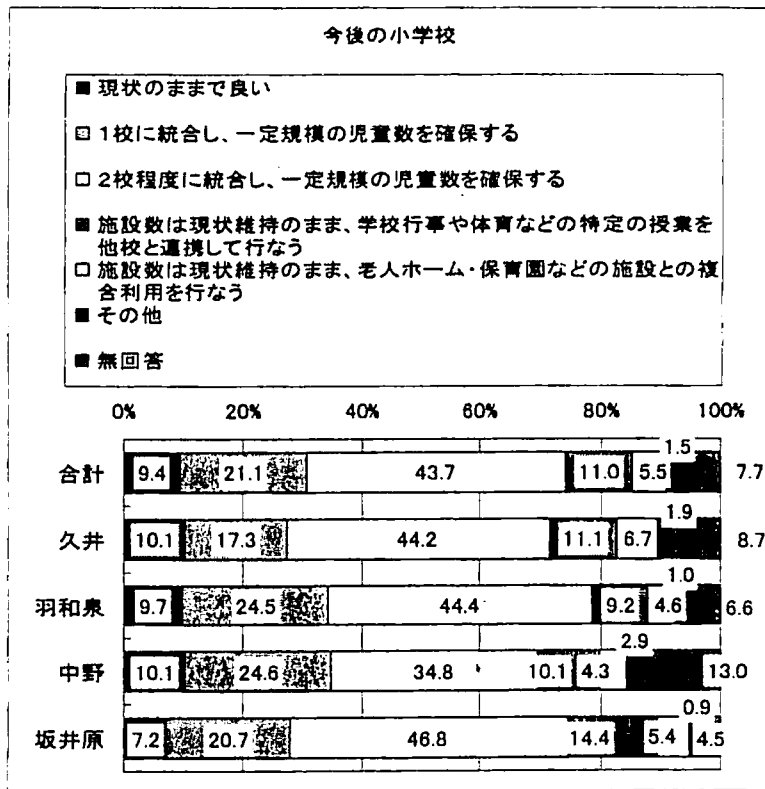 今後の小学校
■現状のままで良い
□1校に統合し、一定規模の児童数を確保する
□2校程度に統合し、一定規模の児童数を確保する
■施設数は現状維持のまま、学校行事や体育などの特定の授業を
他校と連携して行なう
□施設数は現状維持のまま、老人ホーム・保育園などの施設との複
合利用を行なう
■その他
■無回答
0% 20% 40% 60% 80% 100%
1.5
合計 9.4 21.1 43.7 11.0 5.5 7.7
1.9
久井 10.1 17.3 44.2 11.1 6.7 8.7
1.0
羽和泉 9.7 24.5 44.4 9.2 4.6 6.6
2.9
中野 10.1 24.6 34.8 10.1 4.3 13.0
0.9
坂井原 7.2 20.7 46.8 14.4 5.4 4.5